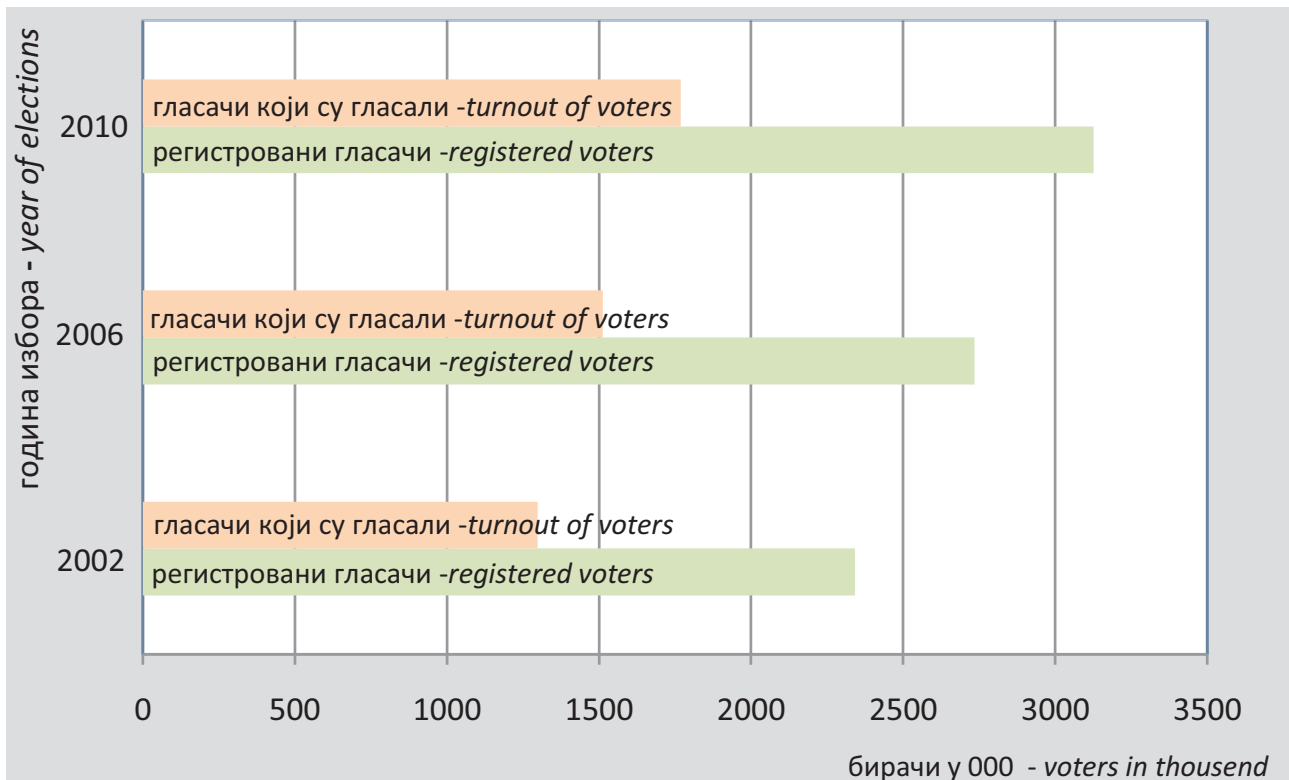 година избора - year of elections
2010
гласачи који су гласали -turnout of voters
регистровани гласачи -registered voters
2006
гласачи који су гласали -turnout of voters
регистровани гласачи -registered voters
2002
гласачи који су гласали -turnout of voters
регистровани гласачи -registered voters
0 500 1000 1500 2000 2500 3000 3500
бирачи у 000 - voters in thousend